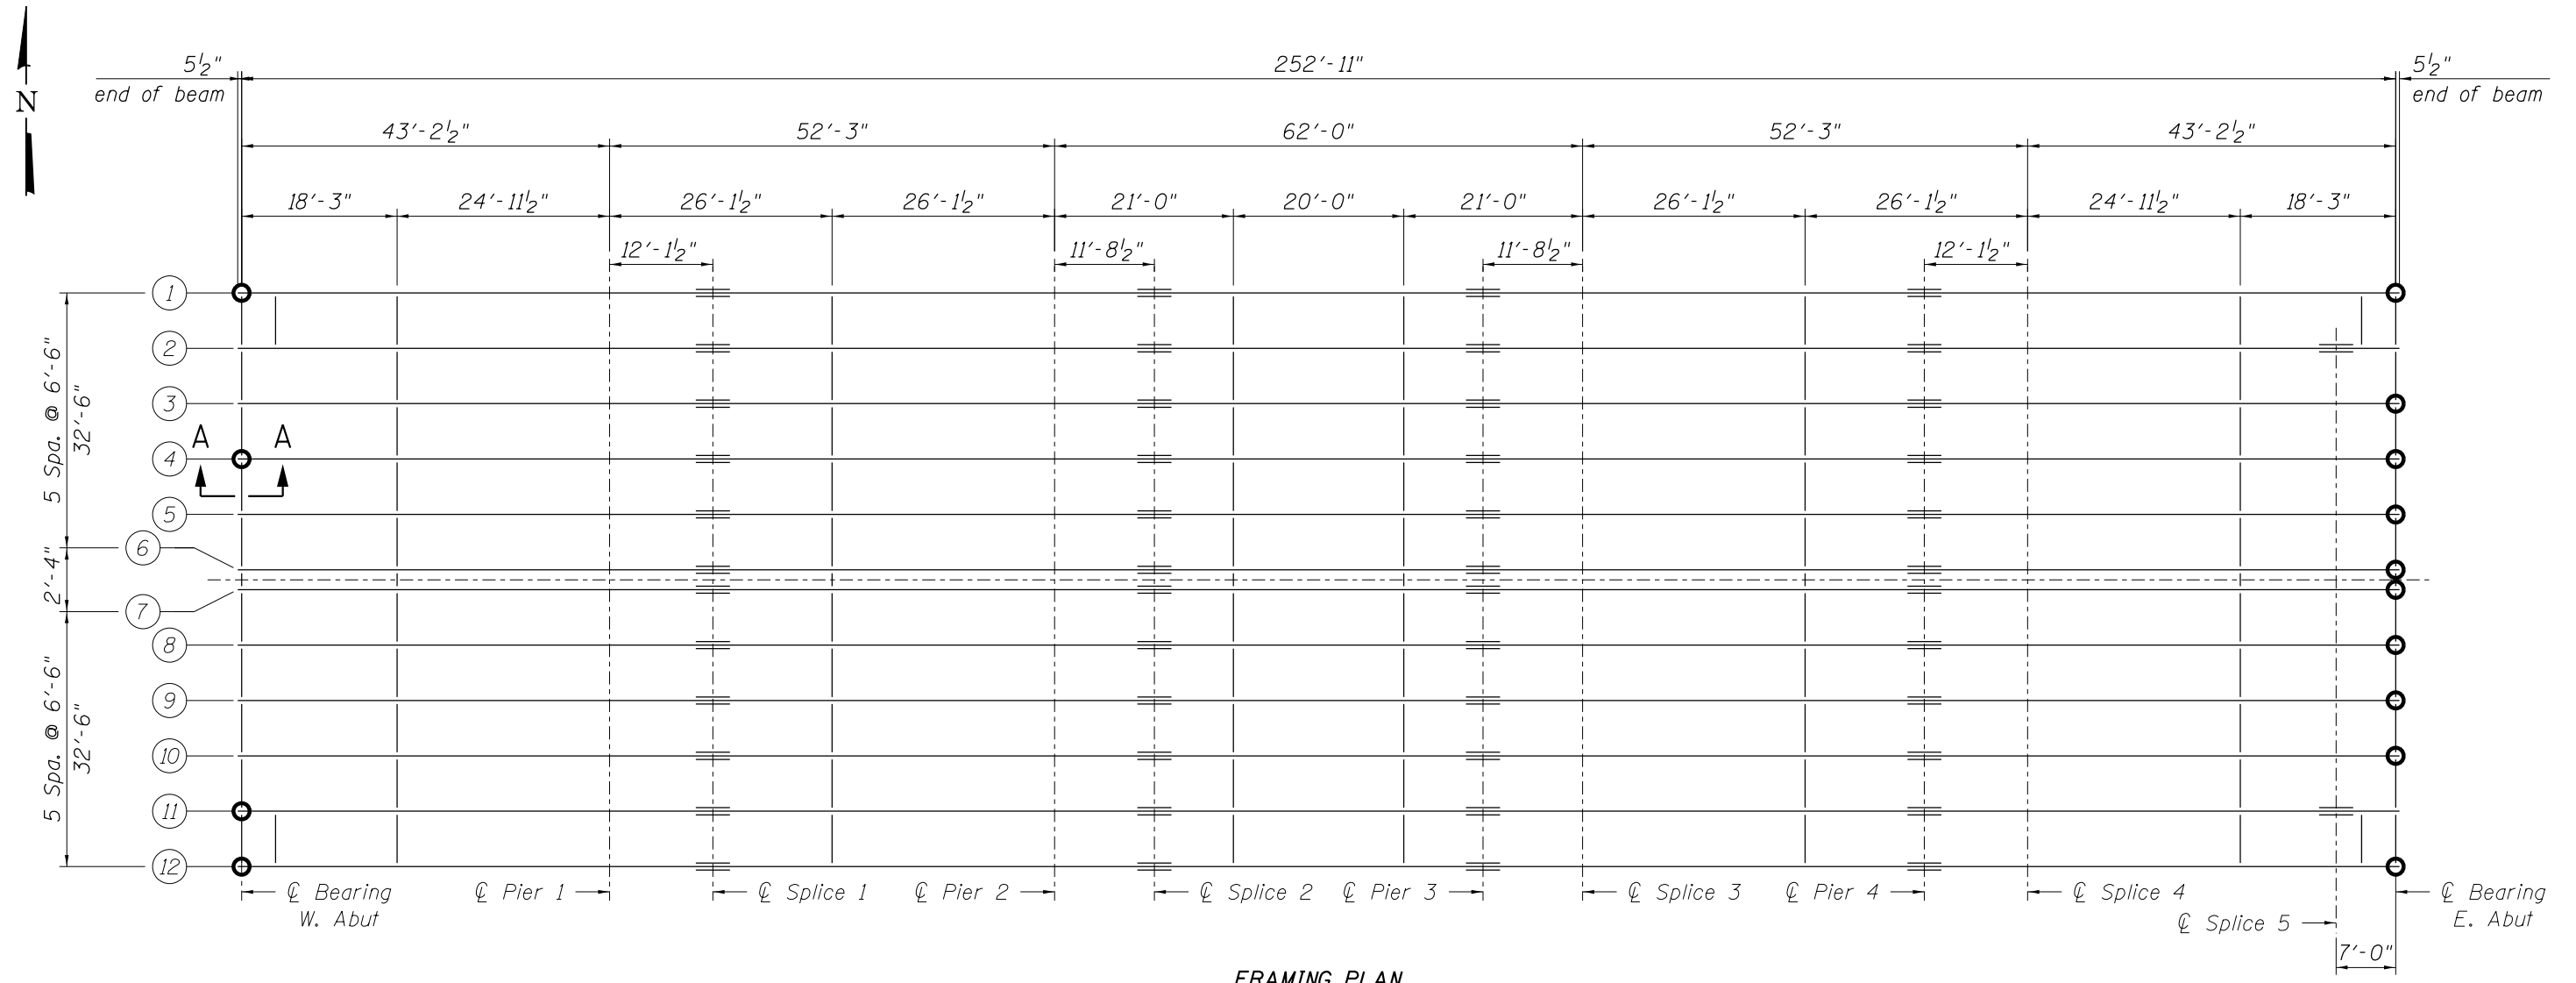 N
5½" 252'-11" 5½"
end of beam end of beam
43'-2½" 52'-3" 62'-0" 52'-3" 43'-2½"
18'-3" 24'-11½" 26'-1½" 26'-1½" 21'-0" 20'-0" 21'-0" 26'-1½" 26'-1½" 24'-11½" 18'-3"
12'-1½" 11'-8½" 11'-8½" 12'-1½"
1
2
3
A A
4
5
6
7
8
9
10
11
12
5 Spa. @ 6'-6"
32'-6"
2'-4"
5 Spa. @ 6'-6"
32'-6"
℄ Bearing ℄ Pier 1 ℄ Splice 1 ℄ Pier 2 ℄ Splice 2 ℄ Pier 3 ℄ Splice 3 ℄ Pier 4 ℄ Splice 4 ℄ Bearing
W. Abut E. Abut
℄ Splice 5
7'-0"
FRAMING PLAN